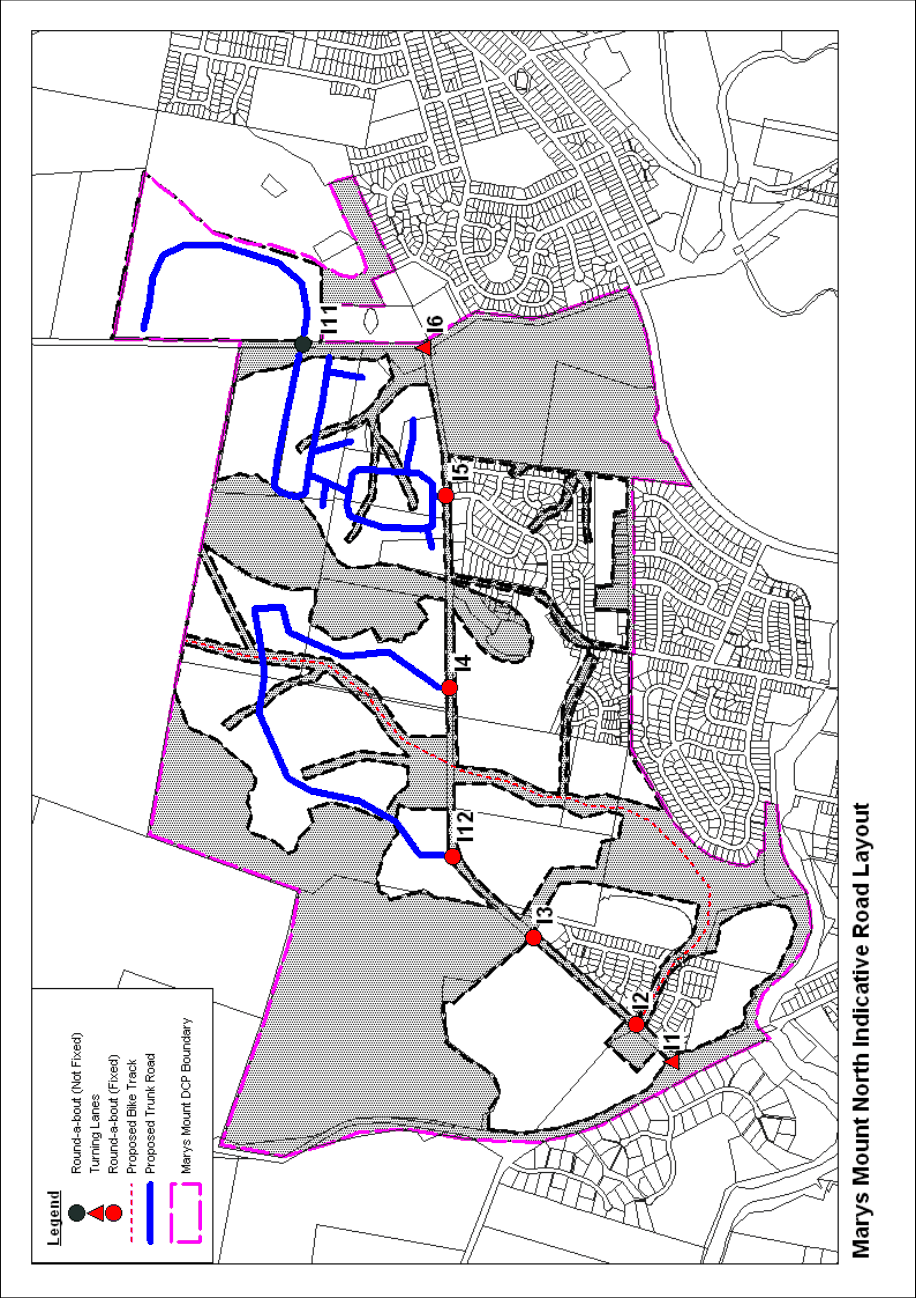 Legend
Round-a-bout (Not Fixed)
Turning Lanes
Round-a-bout (Fixed)
Proposed Bike Track
Proposed Trunk Road
Marys Mount DCP Boundary
I1
I2
I3
I12
I4
I5
I6
I11
Marys Mount North Indicative Road Layout